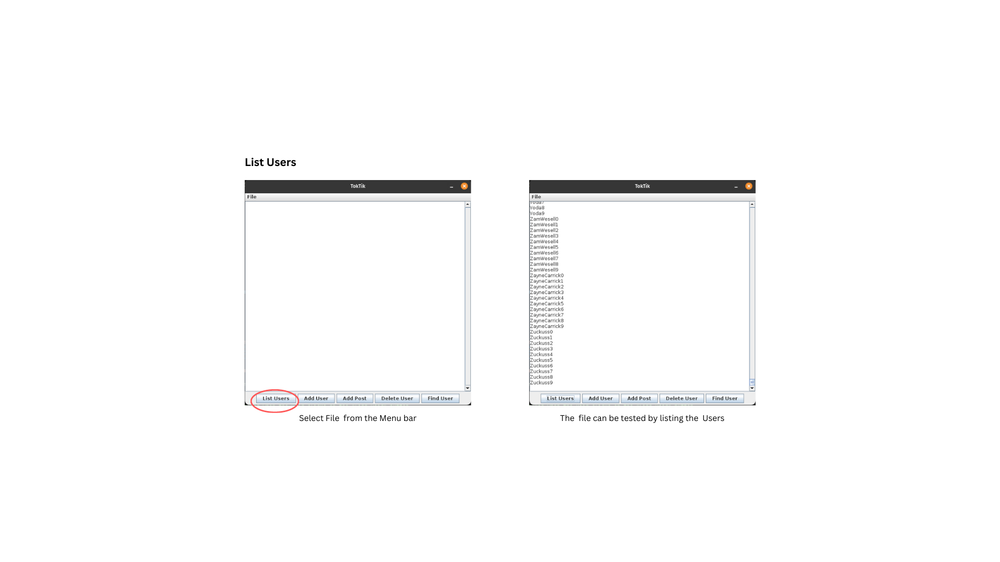 List Users
TokTik
File
List Users Add User Add Post Delete User Find User
Select File from the Menu bar
TokTik
File
Yoda7
Yoda8
Yoda9
ZamWesell0
ZamWesell1
ZamWesell2
ZamWesell3
ZamWesell4
ZamWesell5
ZamWesell6
ZamWesell7
ZamWesell8
ZamWesell9
ZayneCarrick0
ZayneCarrick1
ZayneCarrick2
ZayneCarrick3
ZayneCarrick4
ZayneCarrick5
ZayneCarrick6
ZayneCarrick7
ZayneCarrick8
ZayneCarrick9
Zuckuss0
Zuckuss1
Zuckuss2
Zuckuss3
Zuckuss4
Zuckuss5
Zuckuss6
Zuckuss7
Zuckuss8
Zuckuss9
List Users Add User Add Post Delete User Find User
The file can be tested by listing the Users